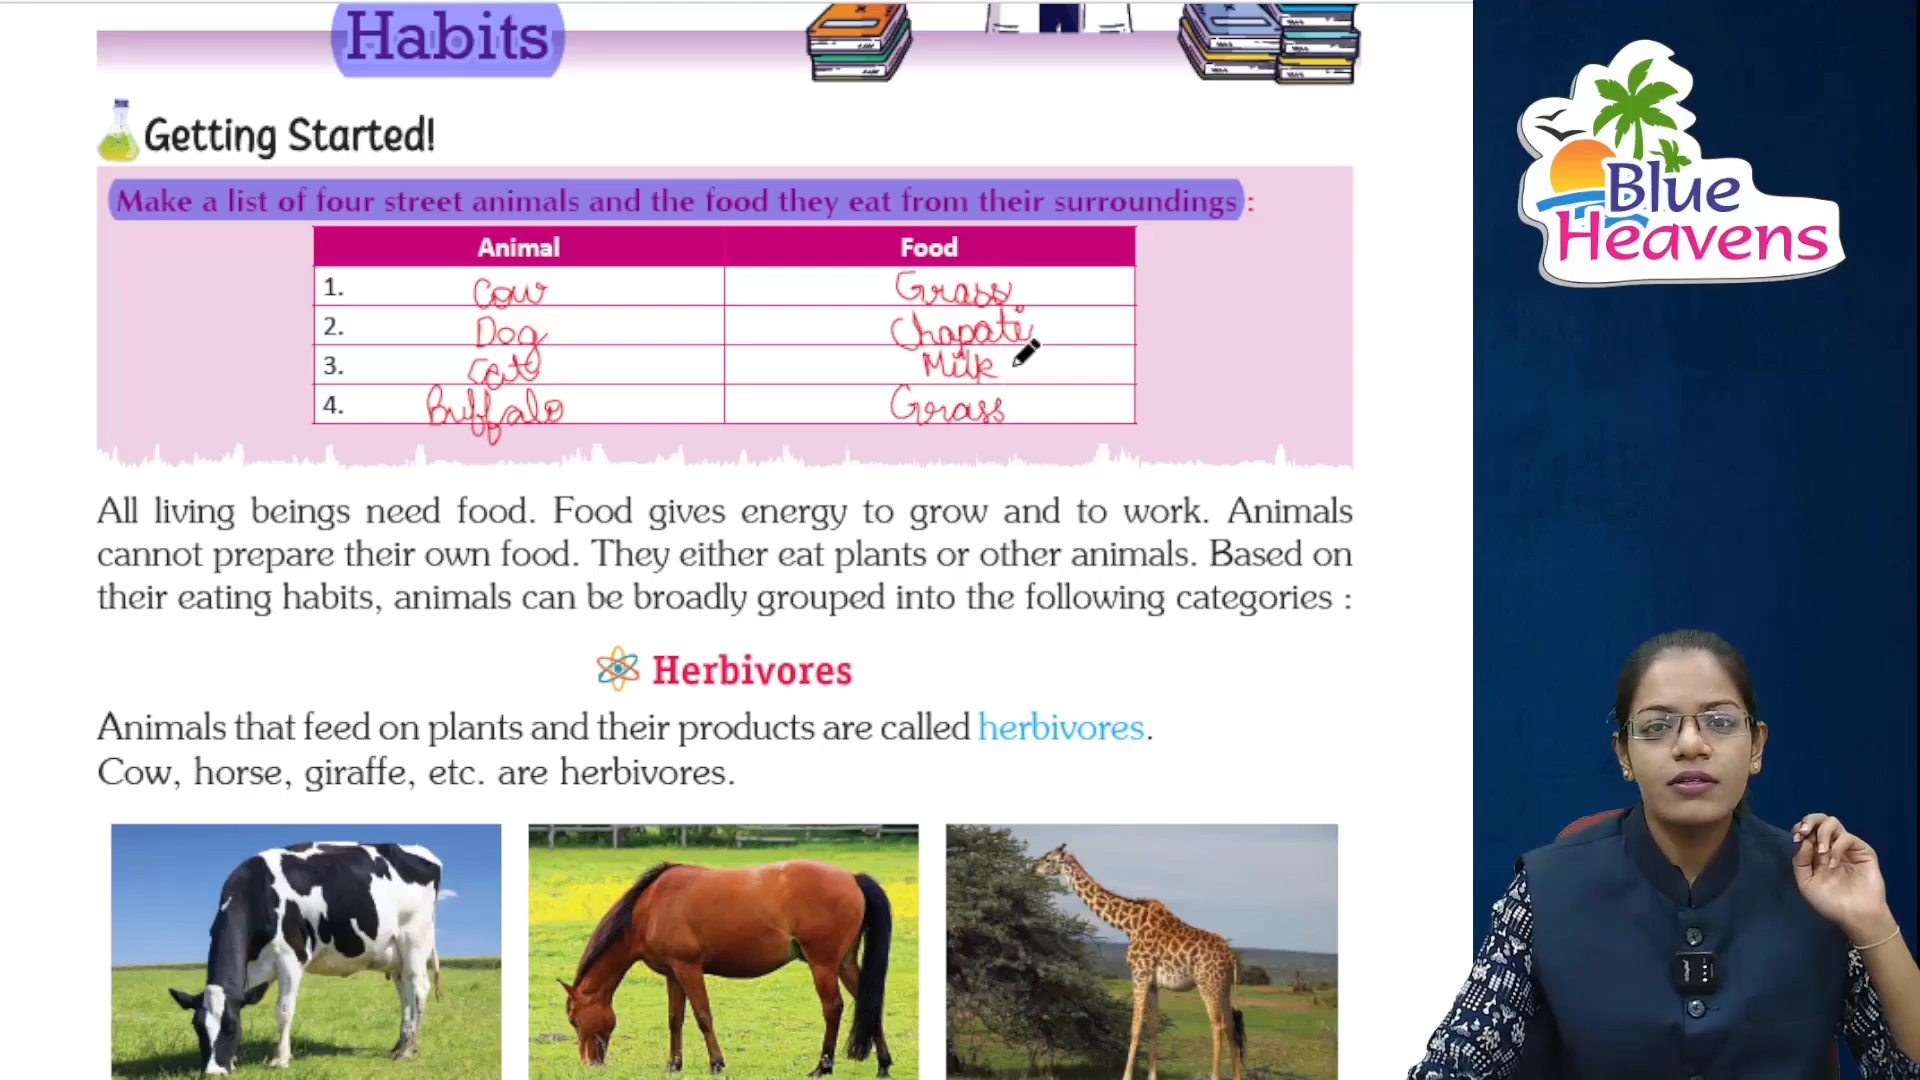 Habits
Getting Started!
Make a list of four street animals and the food they eat from their surroundings :
Animal Food
1. Cow Grass
2. Dog Chapati
3. Cat Milk
4. Buffalo Grass
All living beings need food. Food gives energy to grow and to work. Animals
cannot prepare their own food. They either eat plants or other animals. Based on
their eating habits, animals can be broadly grouped into the following categories :
Herbivores
Animals that feed on plants and their products are called herbivores.
Cow, horse, giraffe, etc. are herbivores.
Blue
Heavens